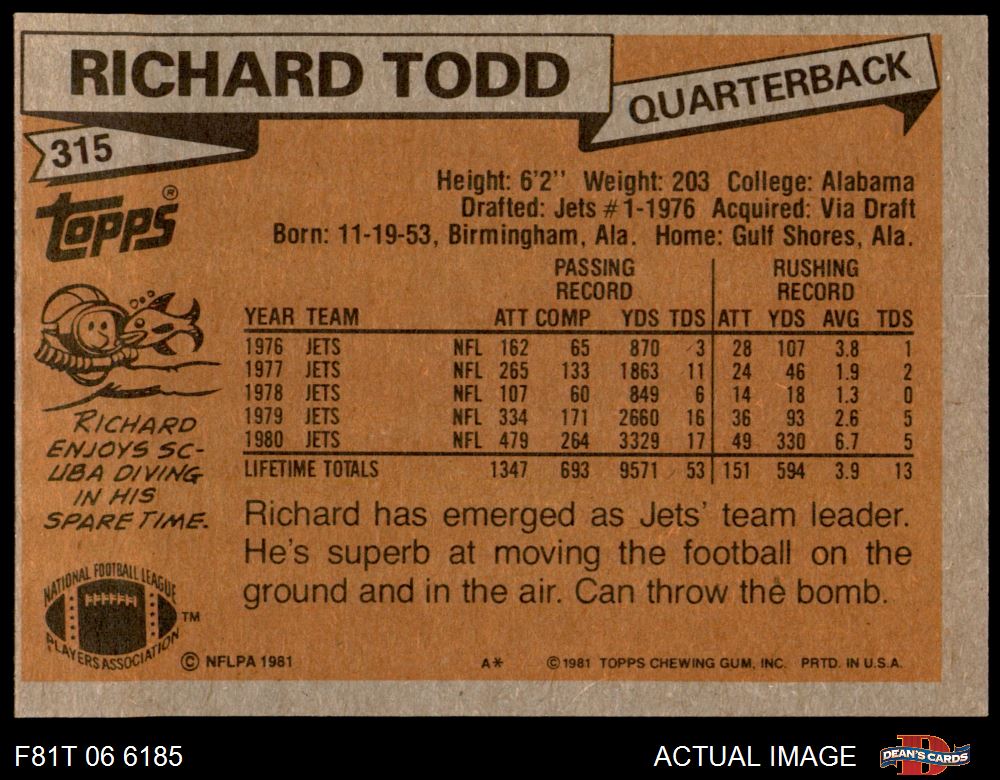 RICHARD TODD
QUARTERBACK
315
topps®
Height: 6'2'' Weight: 203 College: Alabama
Drafted: Jets #1-1976 Acquired: Via Draft
Born: 11-19-53, Birmingham, Ala. Home: Gulf Shores, Ala.
PASSING RECORD RUSHING RECORD
YEAR TEAM ATT COMP YDS TDS ATT YDS AVG TDS
1976 JETS NFL 162 65 870 3 28 107 3.8 1
1977 JETS NFL 265 133 1863 11 24 46 1.9 2
1978 JETS NFL 107 60 849 6 14 18 1.3 0
1979 JETS NFL 334 171 2660 16 36 93 2.6 5
1980 JETS NFL 479 264 3329 17 49 330 6.7 5
LIFETIME TOTALS 1347 693 9571 53 151 594 3.9 13
RICHARD
ENJOYS SC-
UBA DIVING
IN HIS
SPARE TIME.
Richard has emerged as Jets' team leader.
He's superb at moving the football on the
ground and in the air. Can throw the bomb.
NATIONAL FOOTBALL LEAGUE
PLAYERS ASSOCIATION
TM
© NFLPA 1981
A* © 1981 TOPPS CHEWING GUM, INC. PRTD. IN U.S.A.
F81T 06 6185
ACTUAL IMAGE
D
DEAN'S CARDS